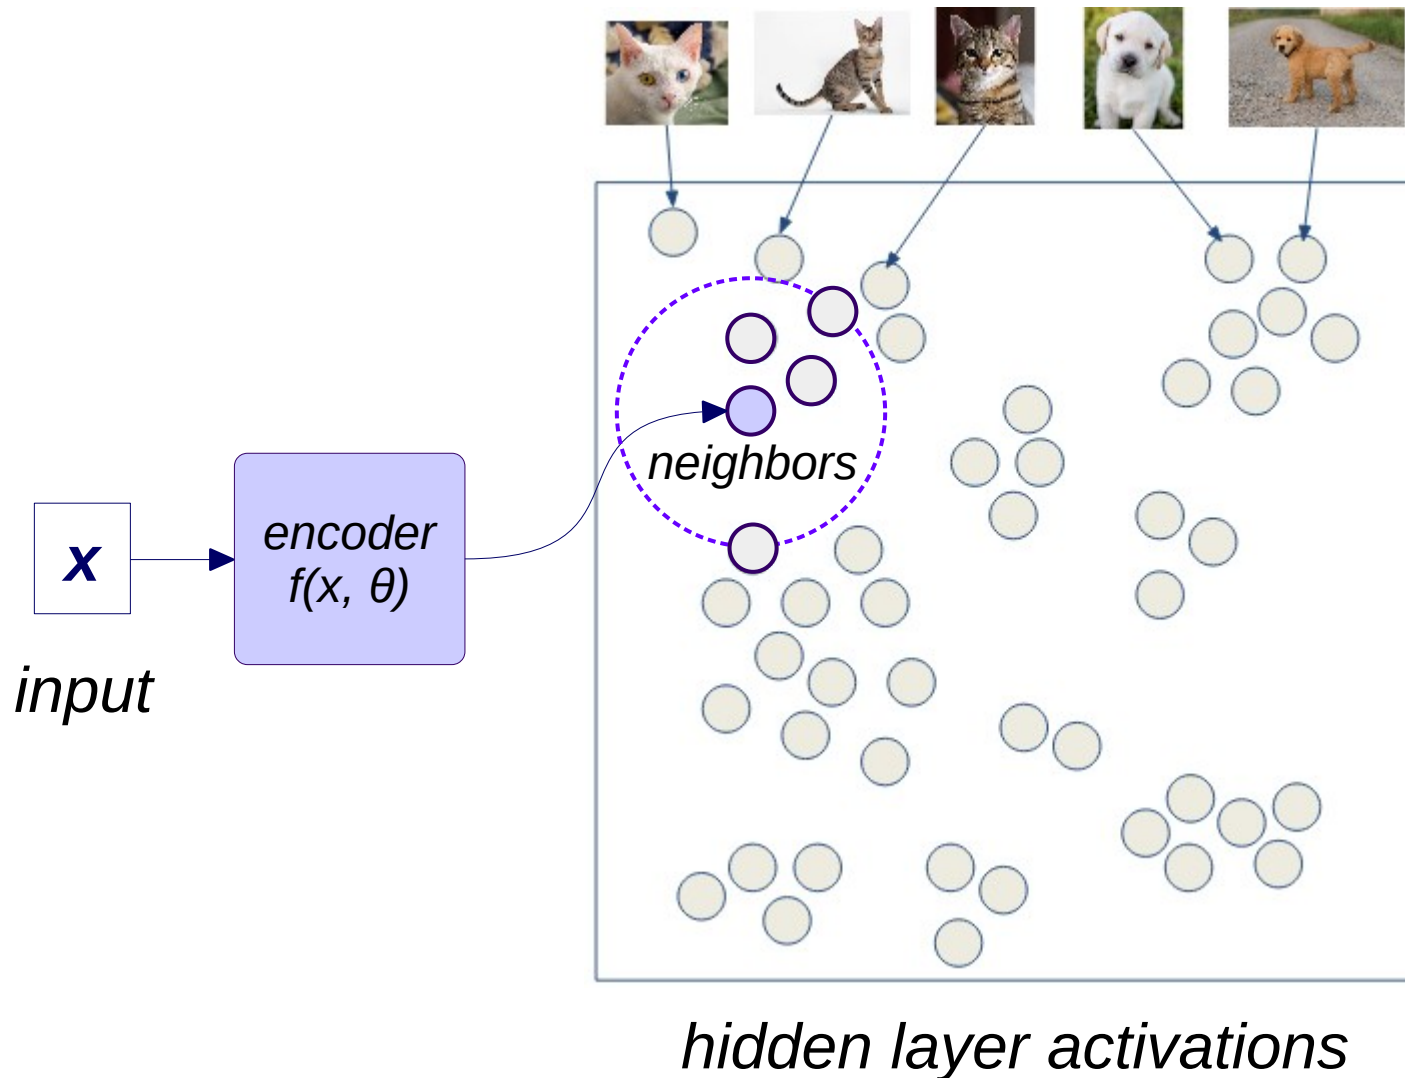 neighbors
encoder
f(x, θ)
x
input
hidden layer activations